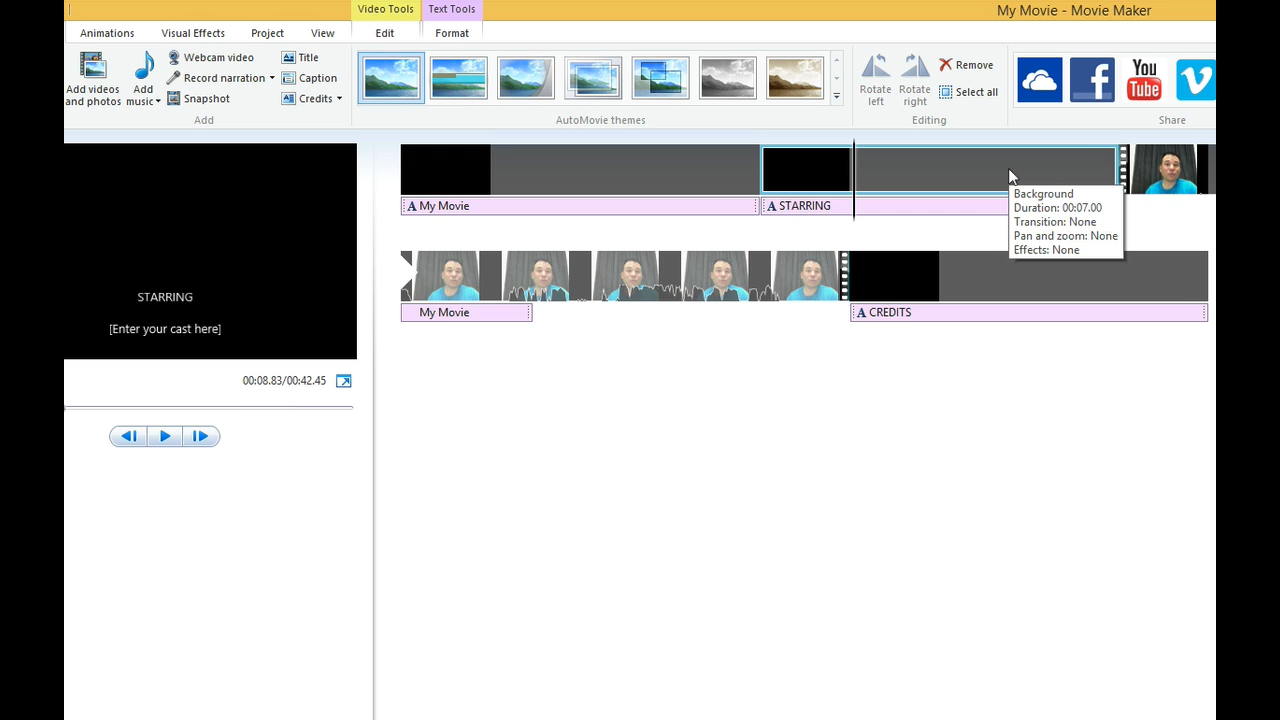 Video Tools
Text Tools
My Movie - Movie Maker
Animations
Visual Effects
Project
View
Edit
Format
Add videos
and photos
Add
music
Webcam video
Record narration
Snapshot
Title
Caption
Credits
Add
AutoMovie themes
Rotate
left
Rotate
right
Remove
Select all
Editing
f
You
Tube
V
Share
STARRING
[Enter your cast here]
00:08.83/00:42.45
A My Movie
A STARRING
Background
Duration: 00:07.00
Transition: None
Pan and zoom: None
Effects: None
My Movie
A CREDITS